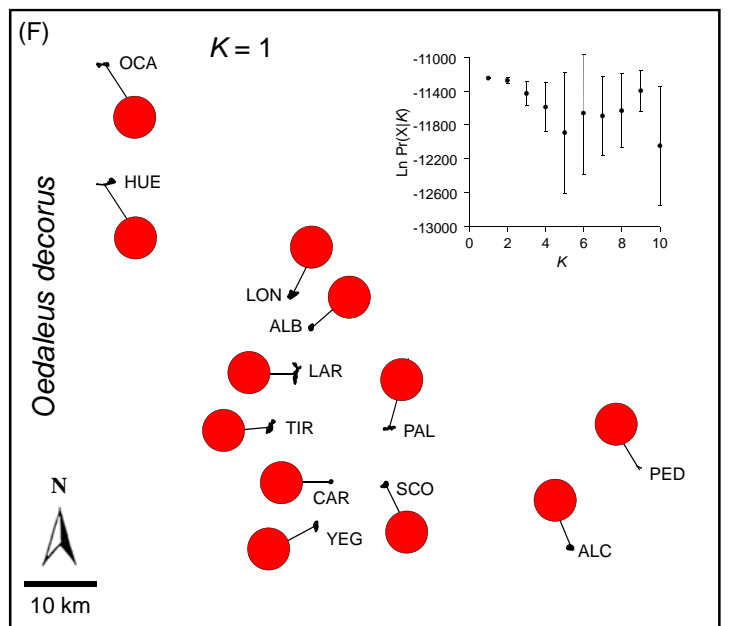 (F)
K = 1
OCA
HUE
Oedaleus decorus
LON
ALB
LAR
TIR
PAL
CAR
SCO
YEG
PED
ALC
N
10 km
Ln Pr(X|K)
-11000
-11400
-11800
-12200
-12600
-13000
0 2 4 6 8 10
K